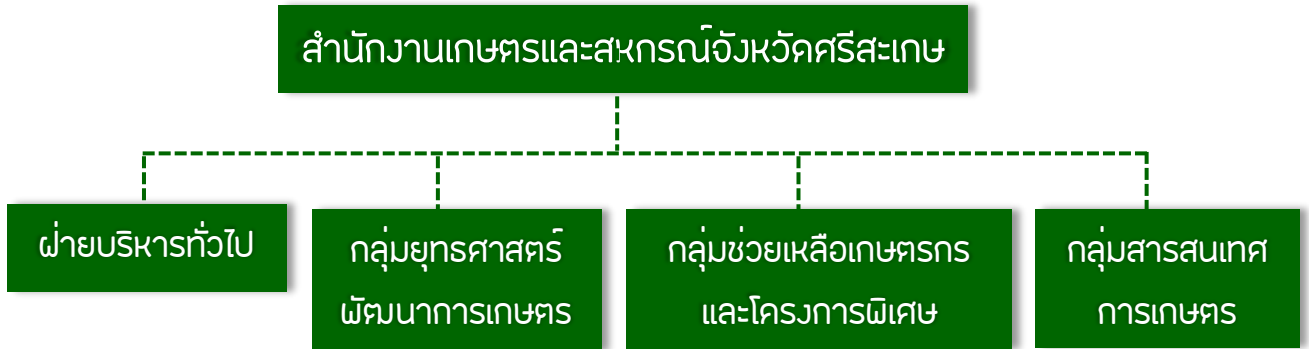 สำนักงานเกษตรและสหกรณ์จังหวัดศรีสะเกษ
ฝ่ายบริหารทั่วไป
กลุ่มยุทธศาสตร์
พัฒนาการเกษตร
กลุ่มช่วยเหลือเกษตรกร
และโครงการพิเศษ
กลุ่มสารสนเทศ
การเกษตร